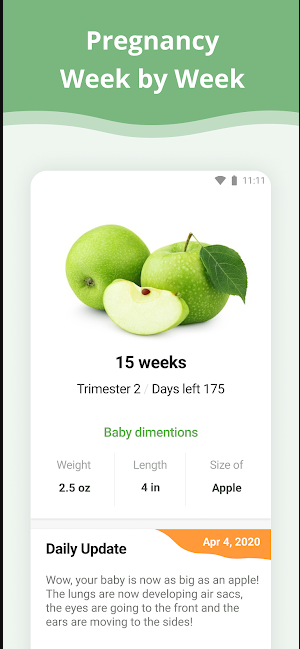 Pregnancy
Week by Week
11:11
15 weeks
Trimester 2 / Days left 175
Baby dimentions
Weight
Length
Size of
2.5 oz
4 in
Apple
Apr 4, 2020
Daily Update
Wow, your baby is now as big as an apple!
The lungs are now developing air sacs,
the eyes are going to the front and the
ears are moving to the sides!